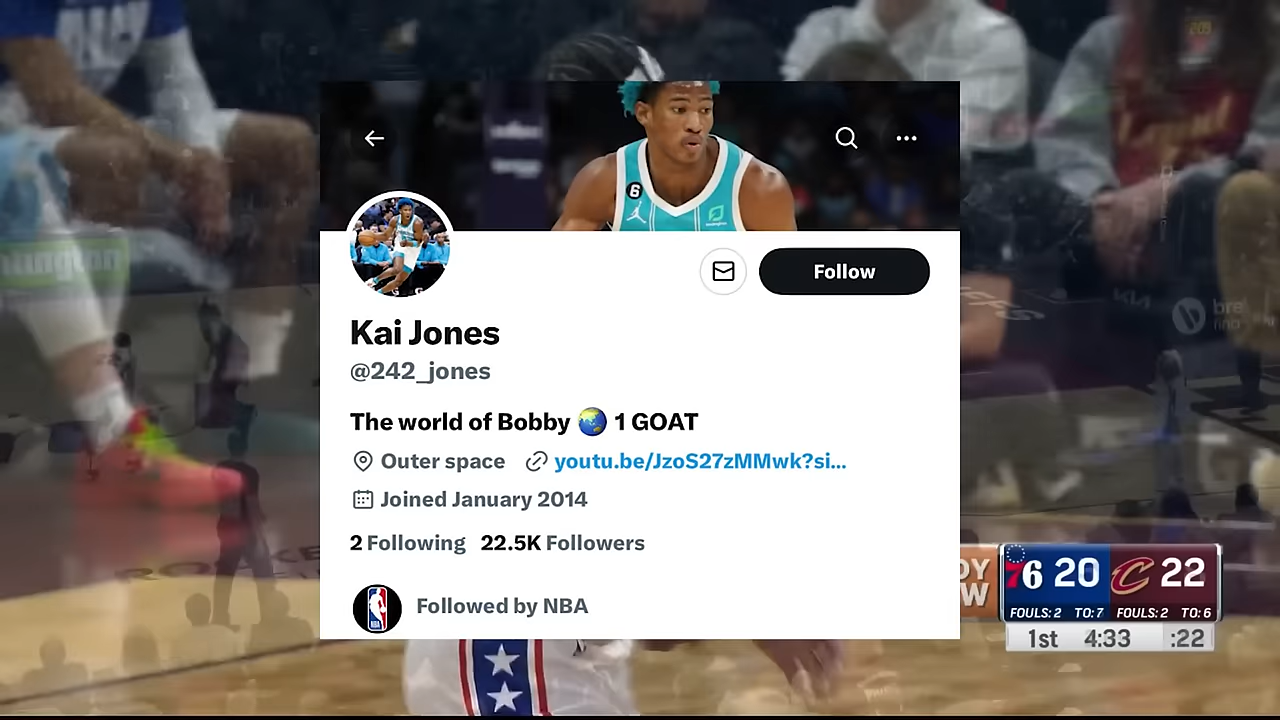 6
Follow
Kai Jones
@242_jones
The world of Bobby 🌏 1 GOAT
Outer space youtu.be/JzoS27zMMwk?si...
Joined January 2014
2 Following 22.5K Followers
NBA
Followed by NBA
76 20 C 22
FOULS: 2 TO: 7 FOULS: 2 TO: 6
1st 4:33 :22